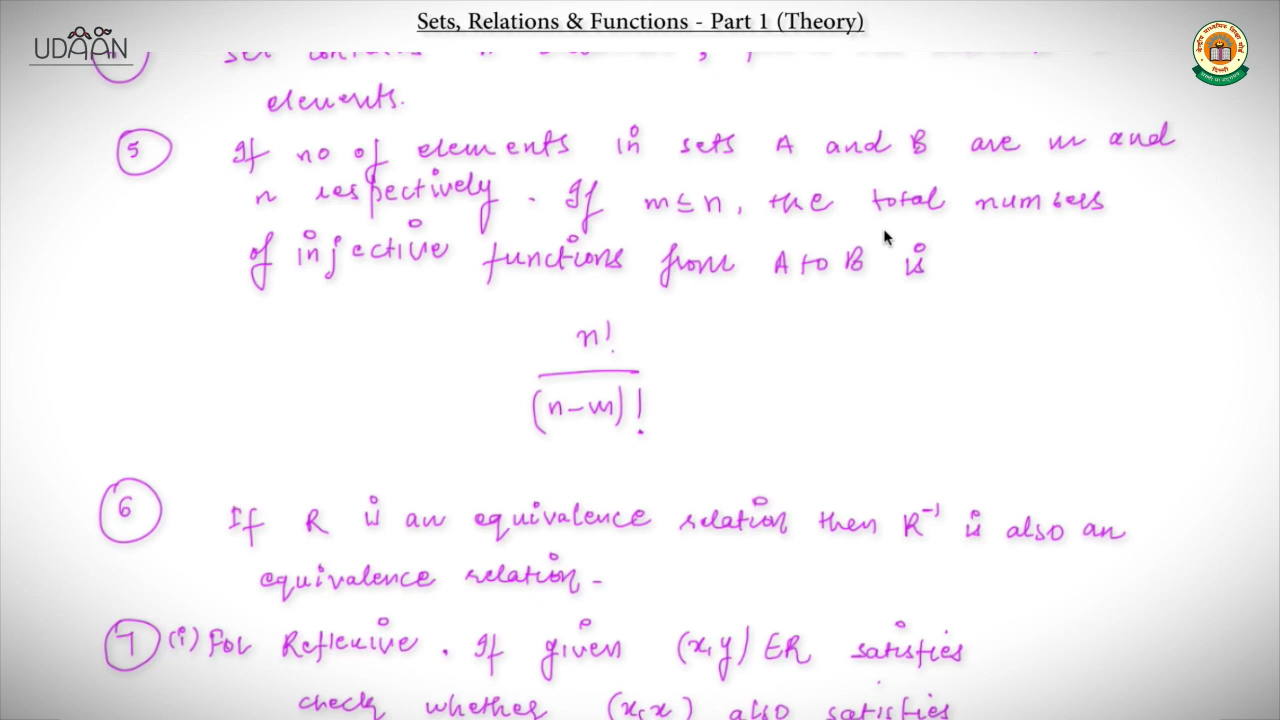 Sets, Relations & Functions - Part 1 (Theory)
UDAAN
elements.
5 If no of elements in sets A and B are m and
n respectively. If m≤n, the total numbers
of injective functions from A to B is
n!
(n-m)!
6 If R is an equivalence relation then R⁻¹ is also an
equivalence relation -
7 (i) For Reflexive. If given (x,y) ER satisfies
check whether (x,x) also satisfies